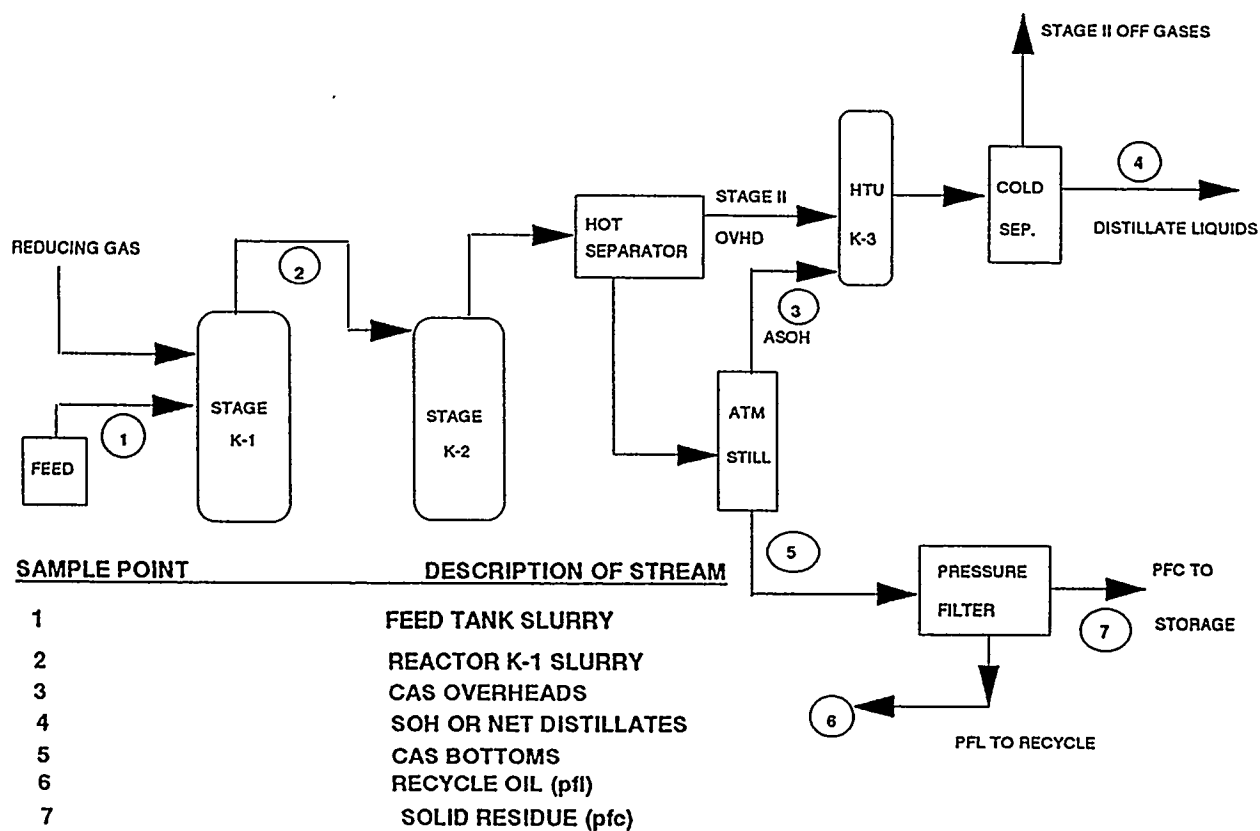 STAGE II OFF GASES
4
DISTILLATE LIQUIDS
COLD
SEP.
HTU
K-3
STAGE II
OVHD
HOT
SEPARATOR
3
ASOH
REDUCING GAS
2
STAGE
K-1
STAGE
K-2
1
FEED
ATM
STILL
5
PRESSURE
FILTER
PFC TO
STORAGE
7
6
PFL TO RECYCLE
SAMPLE POINT DESCRIPTION OF STREAM
1 FEED TANK SLURRY
2 REACTOR K-1 SLURRY
3 CAS OVERHEADS
4 SOH OR NET DISTILLATES
5 CAS BOTTOMS
6 RECYCLE OIL (pfl)
7 SOLID RESIDUE (pfc)